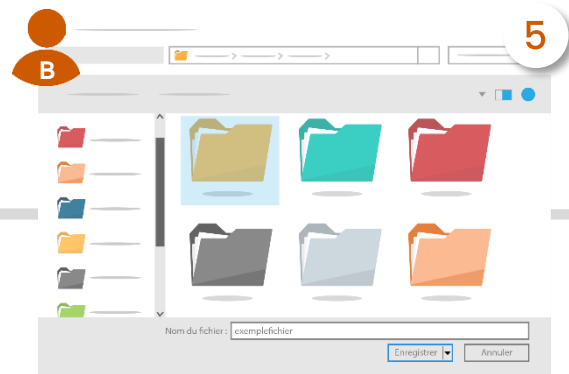 5
B
Nom du fichier :
exemplefichier
Enregistrer
Annuler